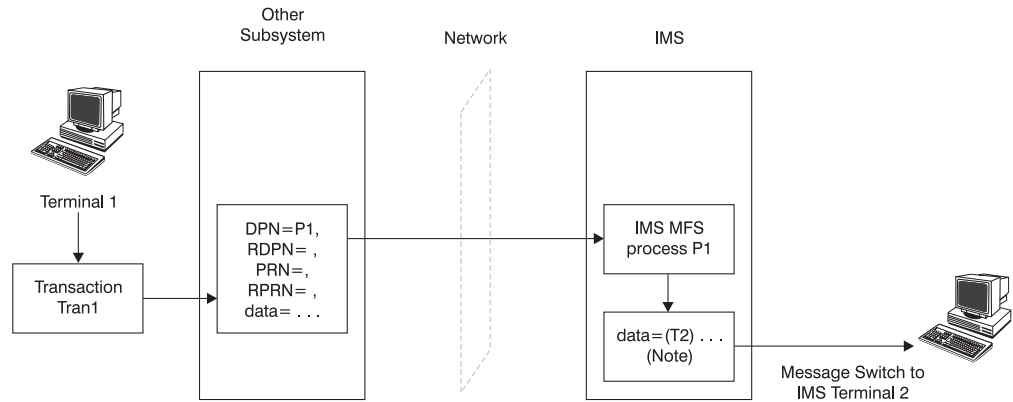 Other
Subsystem
Network
IMS
Terminal 1
Transaction
Tran1
DPN=P1,
RDPN= ,
PRN=,
RPRN= ,
data= . . .
IMS MFS
process P1
data=(T2) . . .
(Note)
Message Switch to
IMS Terminal 2